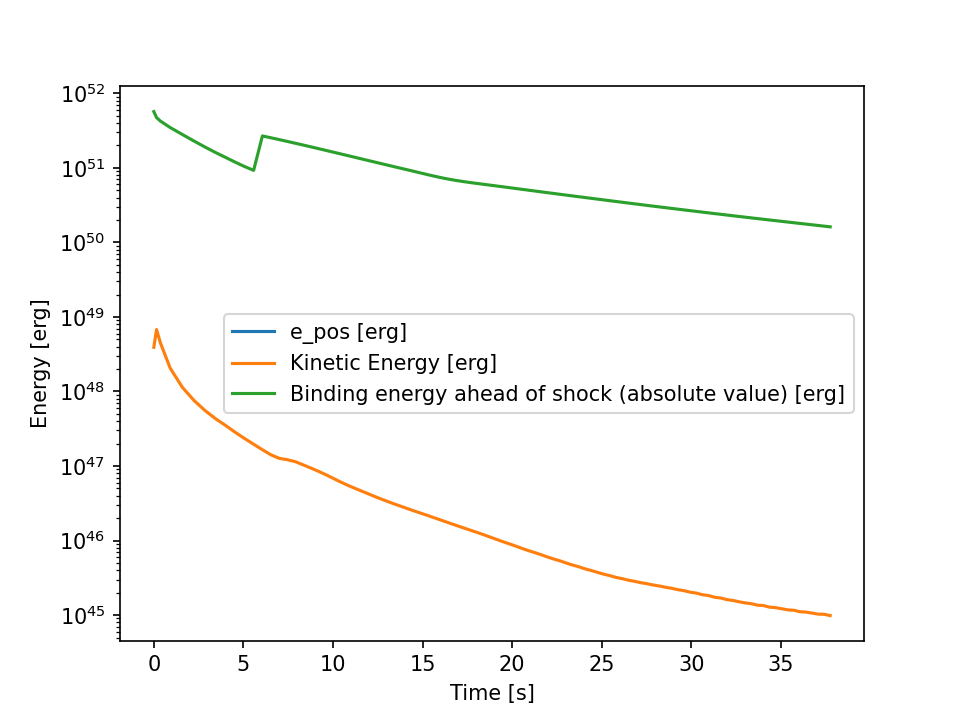 10^52
10^51
10^50
10^49
10^48
10^47
10^46
10^45
Energy [erg]
e_pos [erg]
Kinetic Energy [erg]
Binding energy ahead of shock (absolute value) [erg]
0 5 10 15 20 25 30 35
Time [s]